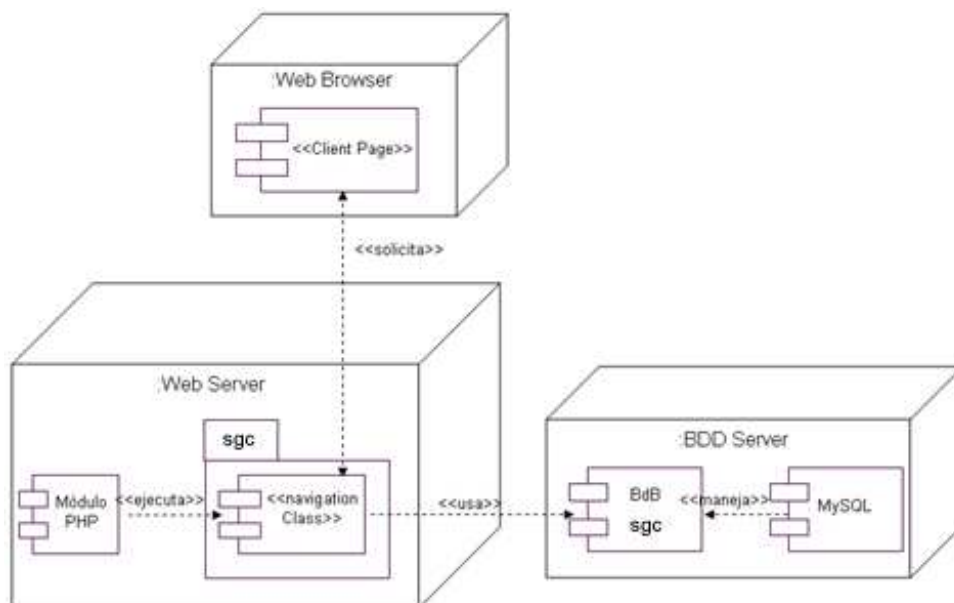 :Web Browser
<<Client Page>>
<<solicita>>
:Web Server
sgc
Módulo
PHP
<<ejecuta>>
<<navigation
Class>>
<<usa>>
:BDD Server
BdB
sgc
<<maneja>>
MySQL